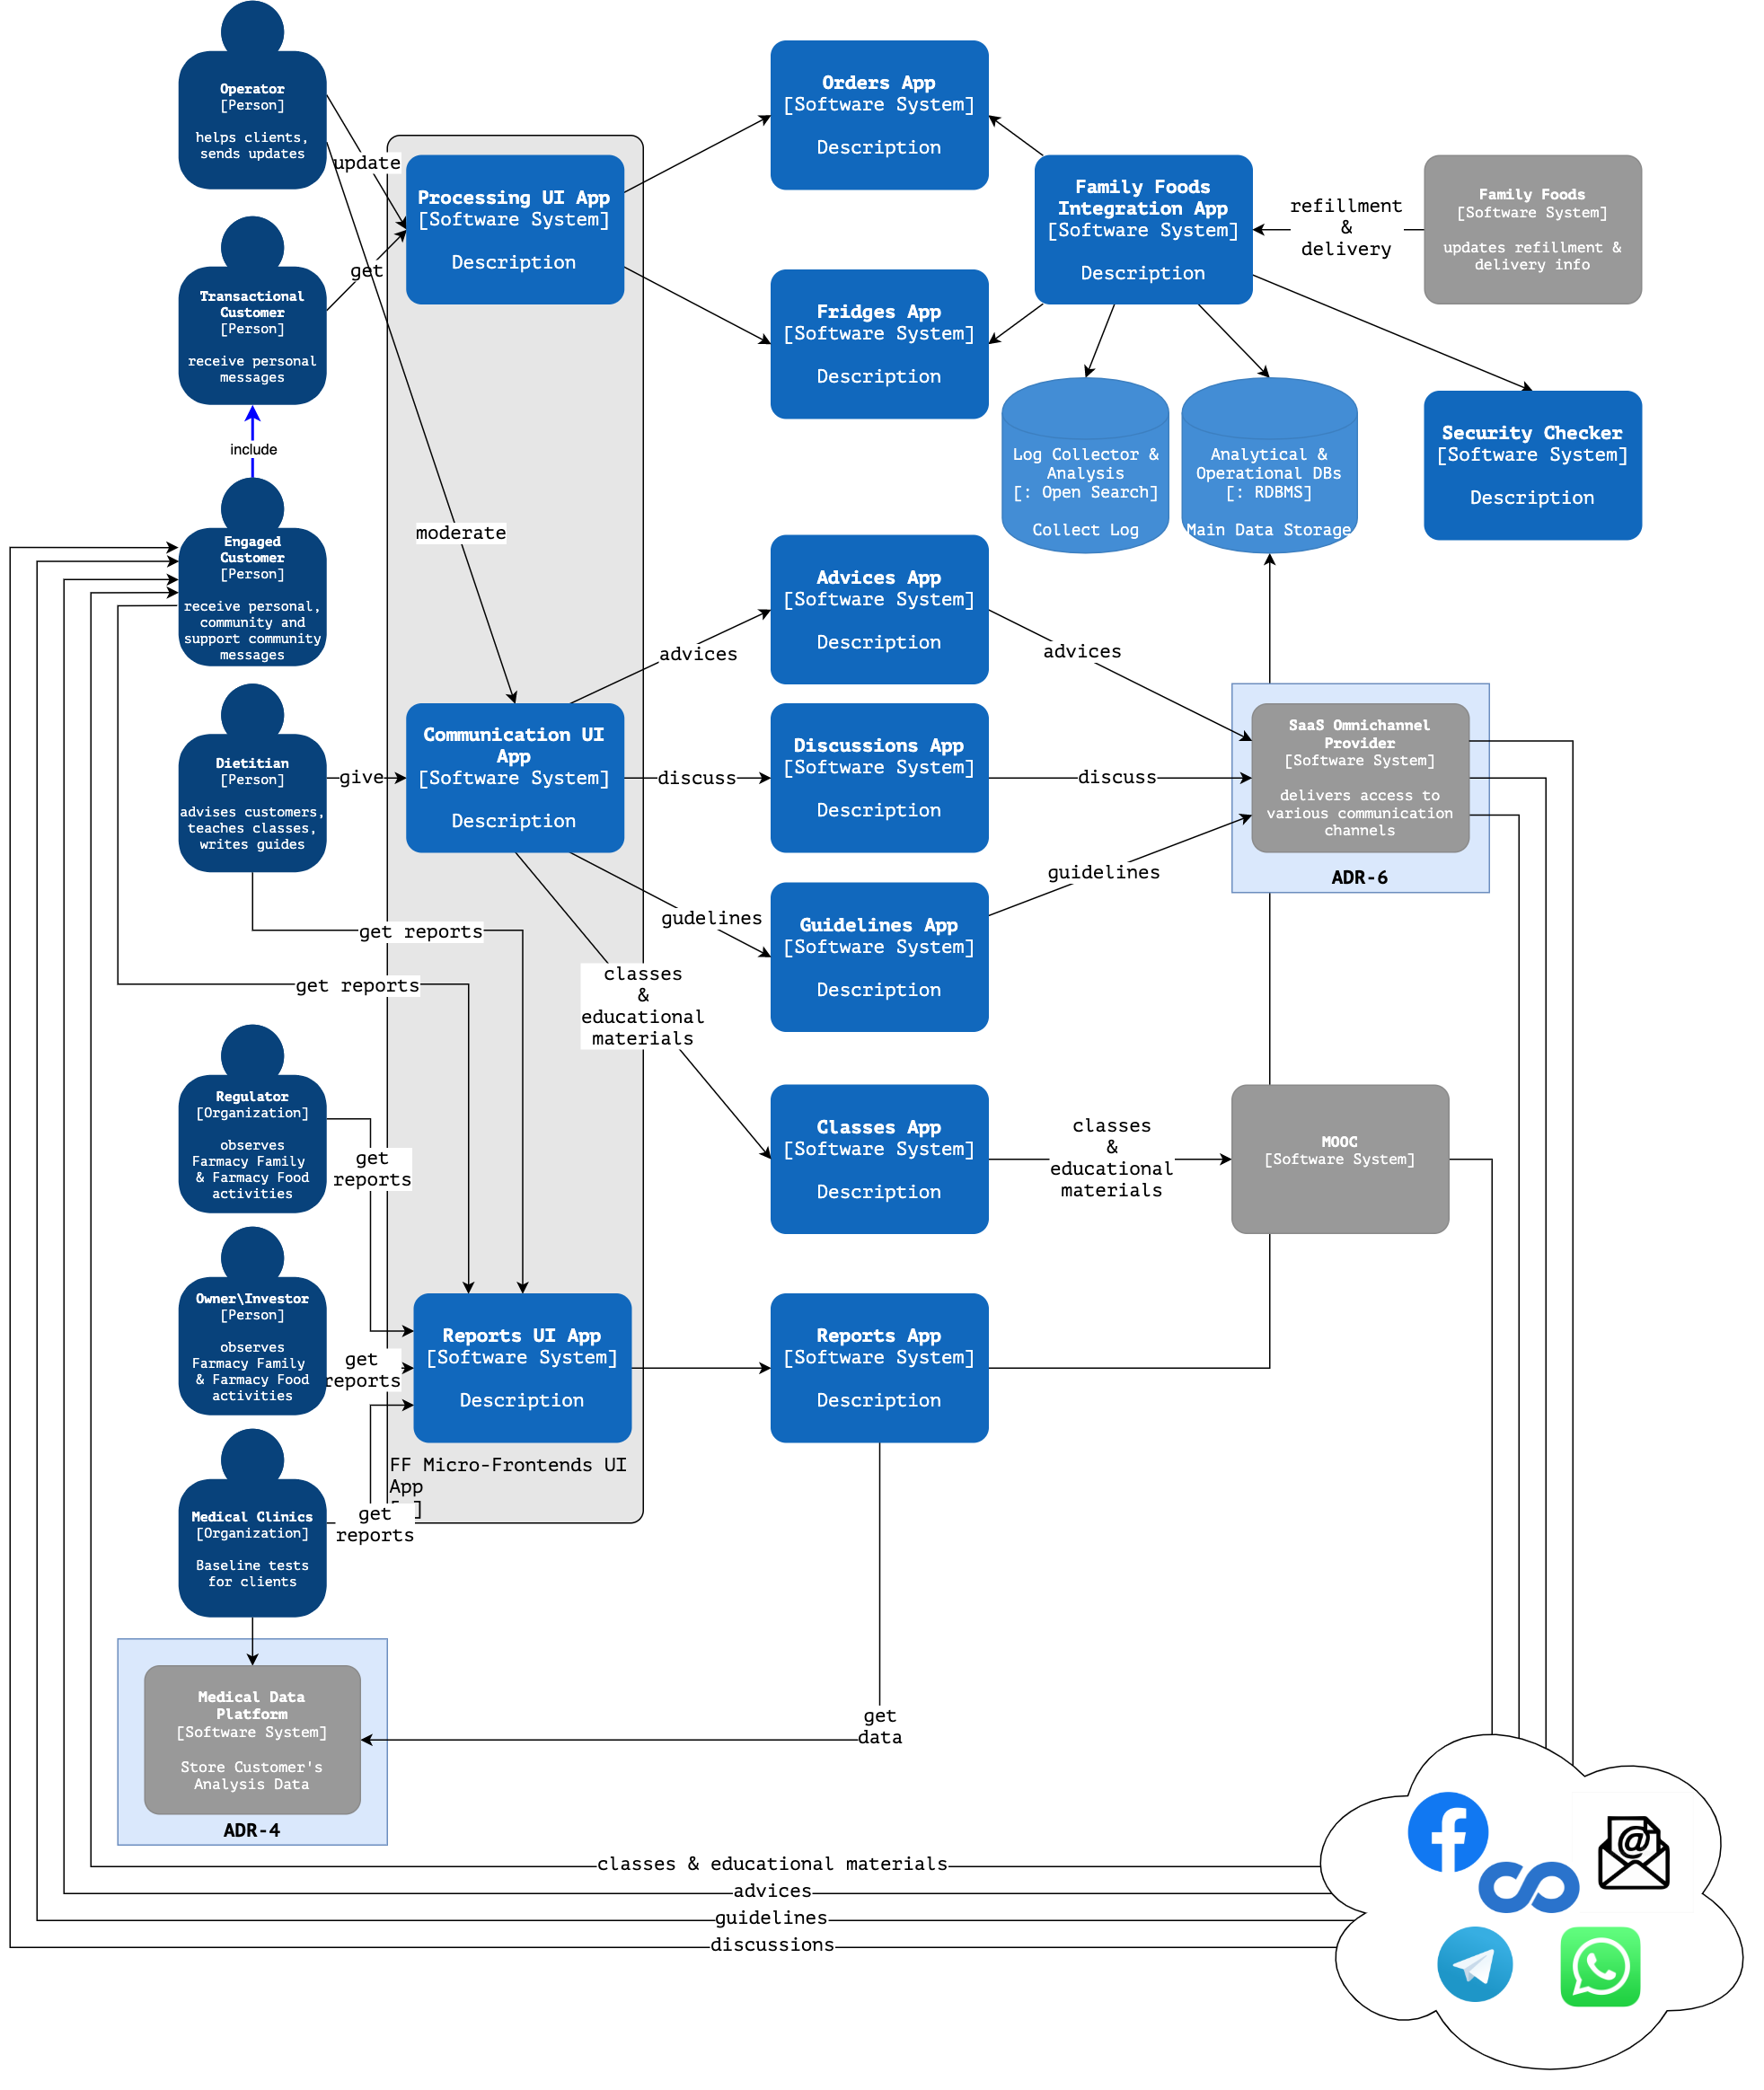 Operator
[Person]
helps clients,
sends updates
update
Processing UI App
[Software System]
Description
Orders App
[Software System]
Description
Family Foods
Integration App
[Software System]
Description
refillment
&
delivery
Family Foods
[Software System]
updates refillment &
delivery info
Transactional
Customer
[Person]
receive personal
messages
get
Fridges App
[Software System]
Description
include
Log Collector &
Analysis
[: Open Search]
Collect Log
Analytical &
Operational DBs
[: RDBMS]
Main Data Storage
Security Checker
[Software System]
Description
moderate
Engaged
Customer
[Person]
receive personal,
community and
support community
messages
Advices App
[Software System]
Description
advices
advices
Dietitian
[Person]
advises customers,
teaches classes,
writes guides
give
Communication UI
App
[Software System]
Description
discuss
Discussions App
[Software System]
Description
discuss
SaaS Omnichannel
Provider
[Software System]
delivers access to
various communication
channels
ADR-6
get reports
gudelines
Guidelines App
[Software System]
Description
guidelines
get reports
classes
&
educational
materials
Regulator
[Organization]
observes
Farmacy Family
& Farmacy Food
activities
get
reports
Classes App
[Software System]
Description
classes
&
educational
materials
MOOC
[Software System]
Owner\Investor
[Person]
observes
Farmacy Family
& Farmacy Food
activities
get
reports
Reports UI App
[Software System]
Description
Reports App
[Software System]
Description
FF Micro-Frontends UI
App
]
Medical Clinics
[Organization]
Baseline tests
for clients
get
reports
Medical Data
Platform
[Software System]
Store Customer's
Analysis Data
ADR-4
get
data
classes & educational materials
advices
guidelines
discussions